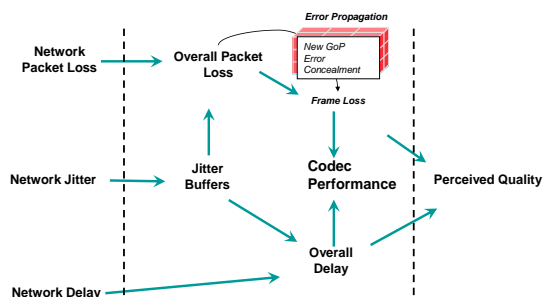 Error Propagation
Network
Packet Loss
Overall Packet
Loss
New GoP
Error
Concealment
Frame Loss
Network Jitter
Jitter
Buffers
Codec
Performance
Perceived Quality
Overall
Delay
Network Delay